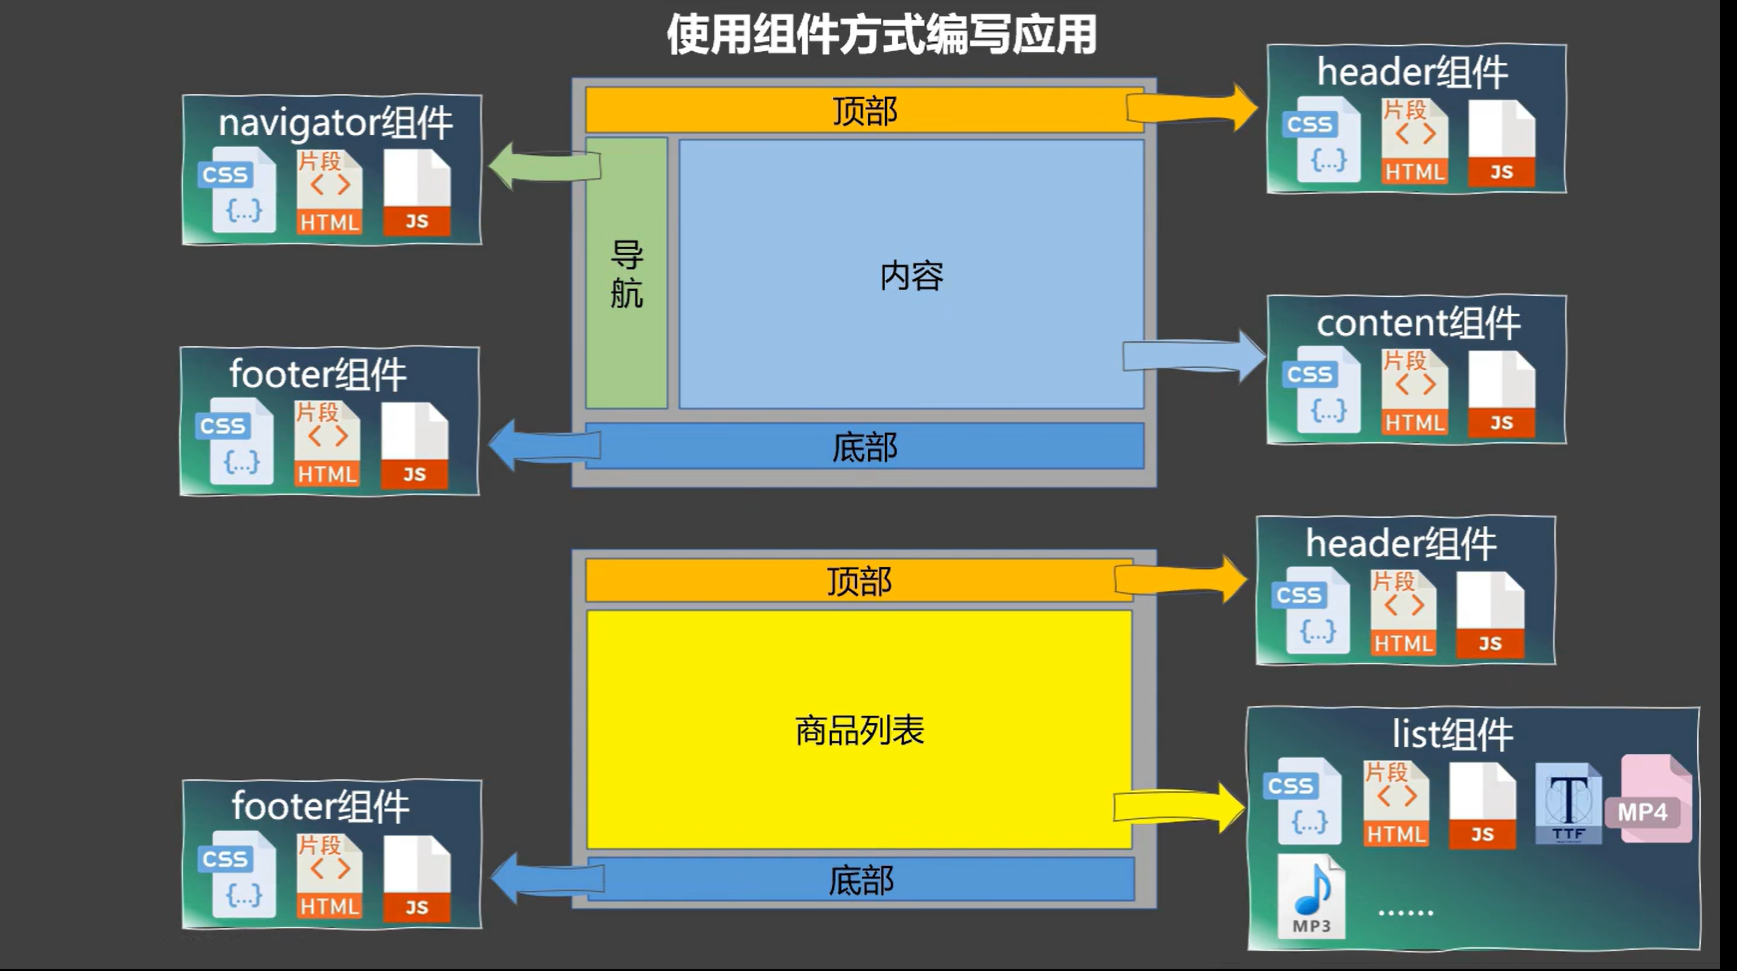 使用组件方式编写应用
navigator组件
CSS
{...}
片段
< >
HTML
JS
顶部
导
航
内容
底部
header组件
CSS
{...}
片段
< >
HTML
JS
footer组件
CSS
{...}
片段
< >
HTML
JS
content组件
CSS
{...}
片段
< >
HTML
JS
顶部
商品列表
底部
header组件
CSS
{...}
片段
< >
HTML
JS
footer组件
CSS
{...}
片段
< >
HTML
JS
list组件
CSS
{...}
片段
< >
HTML
JS
T
TTF
MP4
MP3
......